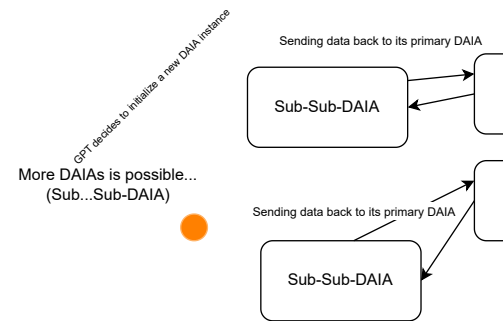 GPT decides to initialize a new DAIA instance
More DAIAs is possible...
(Sub...Sub-DAIA)
Sending data back to its primary DAIA
Sub-Sub-DAIA
Sending data back to its primary DAIA
Sub-Sub-DAIA